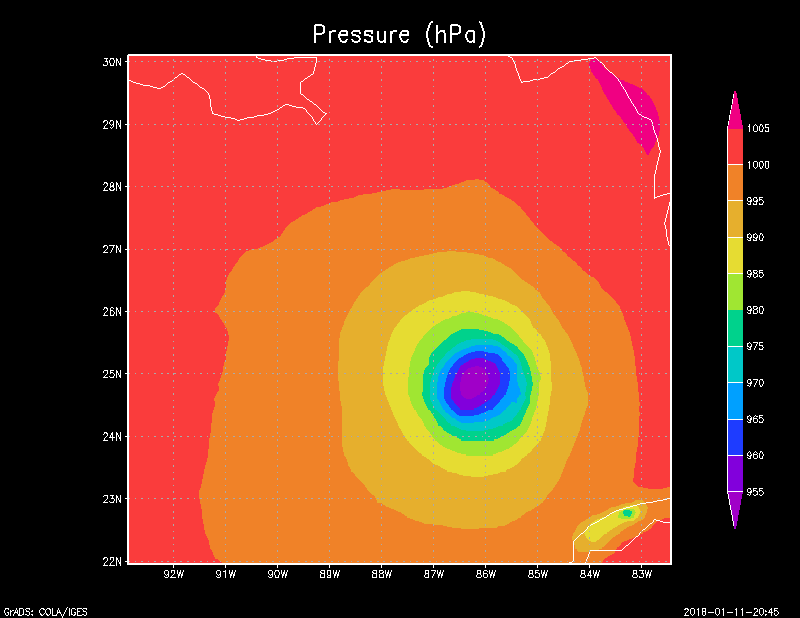 Pressure (hPa)
30N
29N
28N
27N
26N
25N
24N
23N
22N
92W 91W 90W 89W 88W 87W 86W 85W 84W 83W
1005
1000
995
990
985
980
975
970
965
960
955
GrADS: COLA/IGES
2018-01-11-20:45